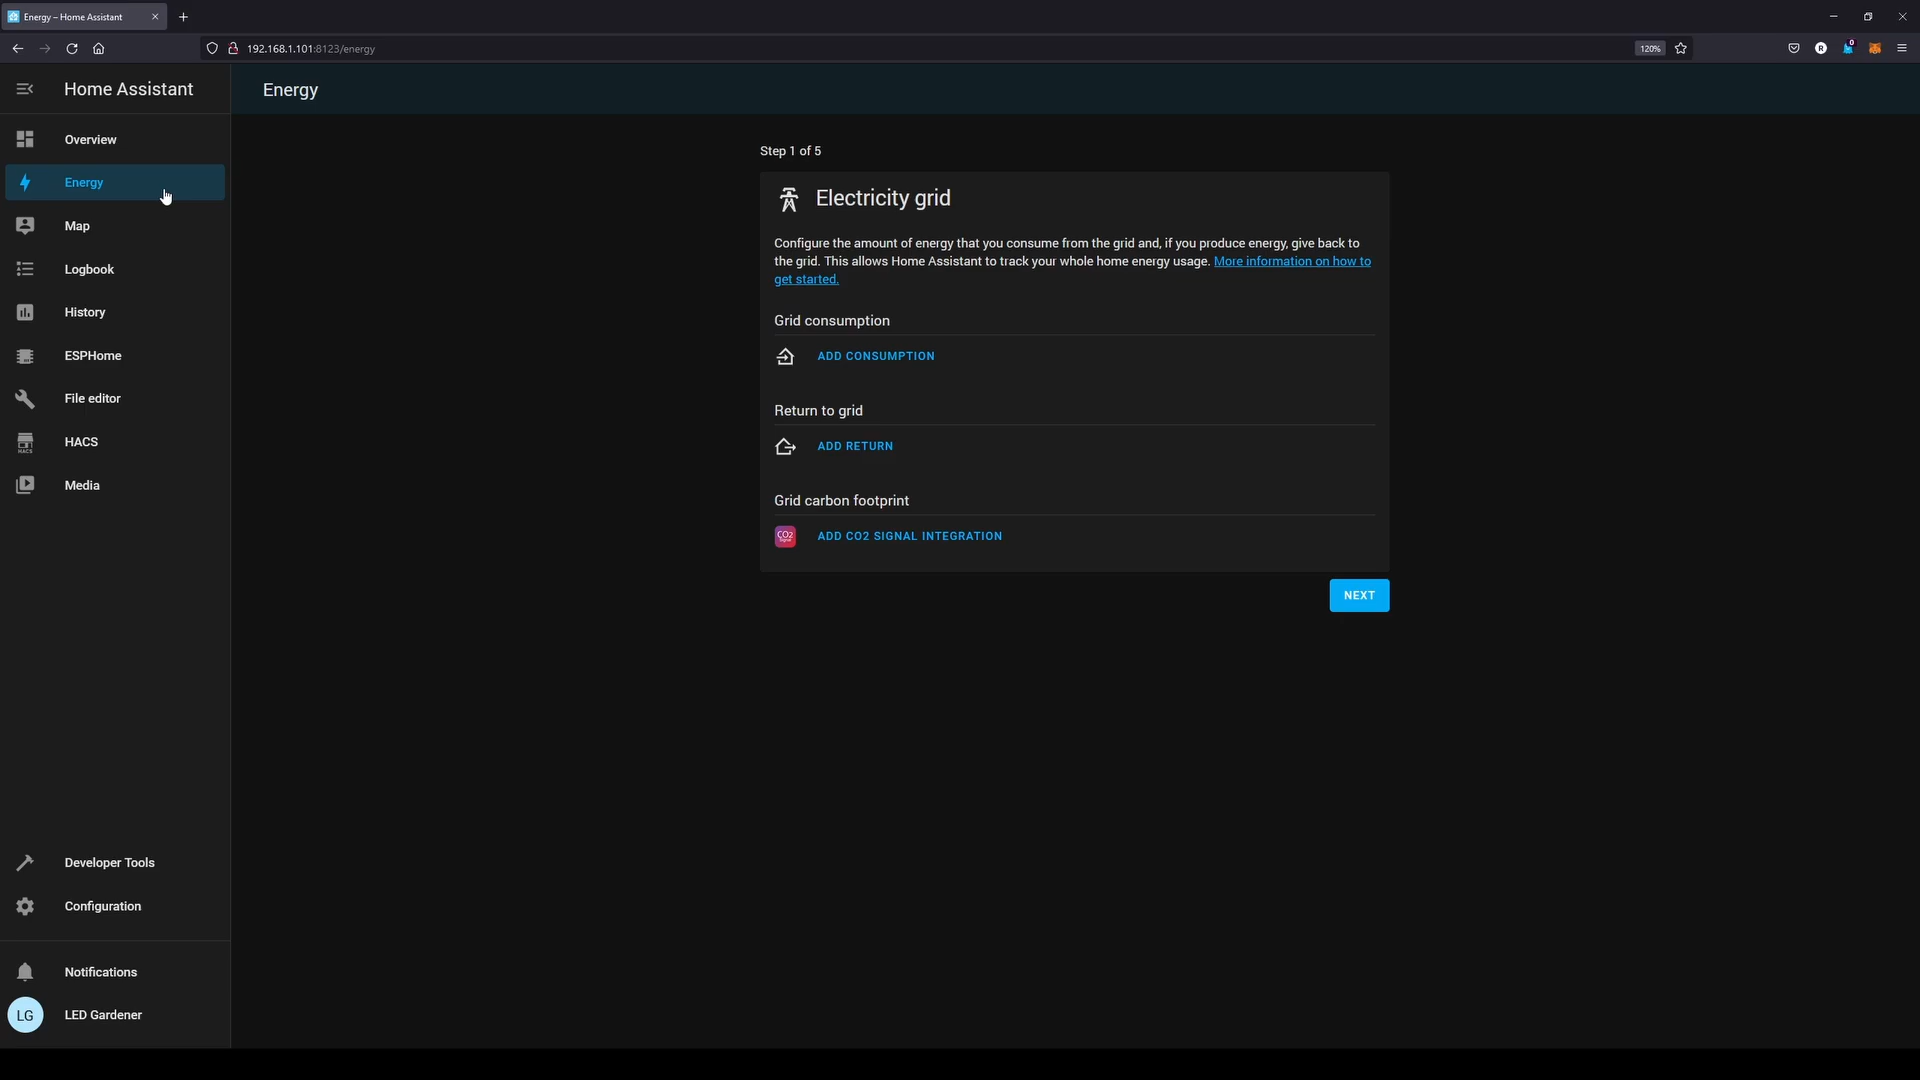 Energy – Home Assistant
192.168.1.101:8123/energy
120%
0
R
Home Assistant
Energy
Overview
Energy
Map
Logbook
History
ESPHome
File editor
HACS
HACS
Media
Developer Tools
Configuration
Notifications
LG
LED Gardener
Step 1 of 5
Electricity grid
Configure the amount of energy that you consume from the grid and, if you produce energy, give back to
the grid. This allows Home Assistant to track your whole home energy usage. More information on how to
get started.
Grid consumption
ADD CONSUMPTION
Return to grid
ADD RETURN
Grid carbon footprint
CO2
Signal
ADD CO2 SIGNAL INTEGRATION
NEXT